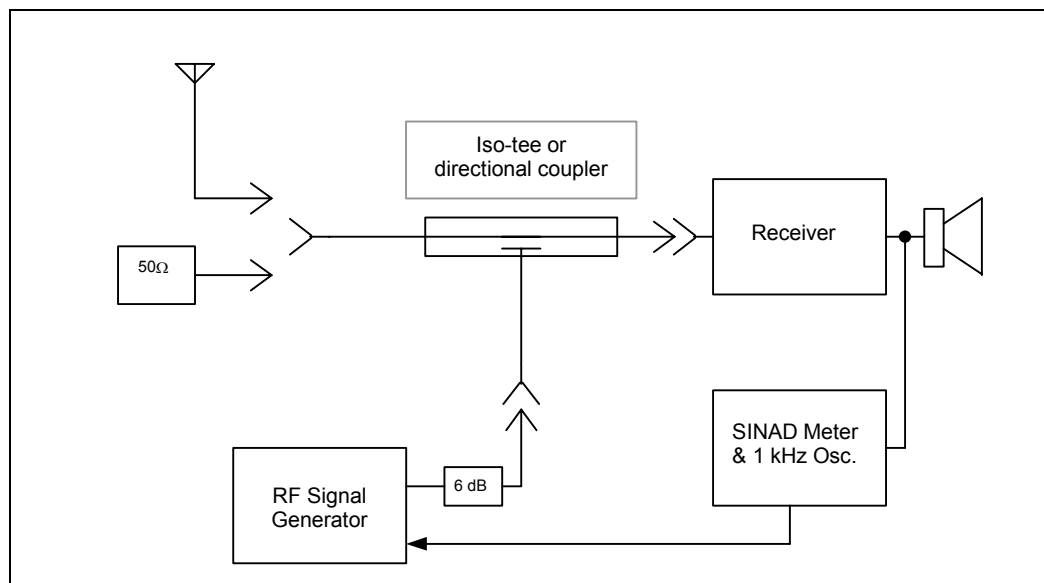 Iso-tee or
directional coupler
Receiver
50Ω
SINAD Meter
& 1 kHz Osc.
RF Signal
Generator
6 dB